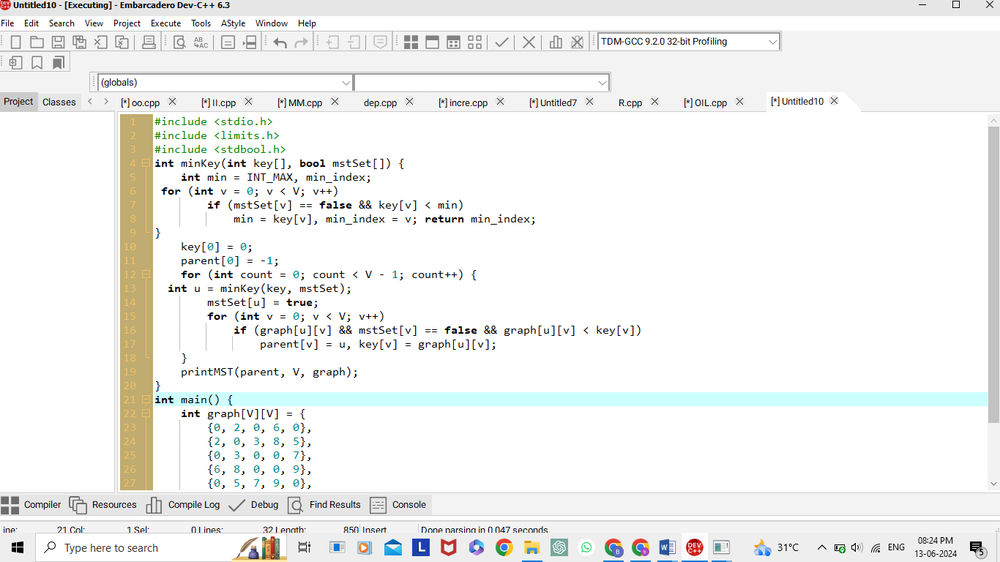 Untitled10 - [Executing] - Embarcadero Dev-C++ 6.3
File Edit Search View Project Execute Tools AStyle Window Help
TDM-GCC 9.2.0 32-bit Profiling
(globals)
Project Classes [*] oo.cpp [*] II.cpp [*] MM.cpp dep.cpp [*] incre.cpp [*] Untitled7 R.cpp [*] OIL.cpp [*] Untitled10
1 #include <stdio.h>
2 #include <limits.h>
3 #include <stdbool.h>
4 int minKey(int key[], bool mstSet[]) {
5 int min = INT_MAX, min_index;
6 for (int v = 0; v < V; v++)
7 if (mstSet[v] == false && key[v] < min)
8 min = key[v], min_index = v; return min_index;
9 }
10 key[0] = 0;
11 parent[0] = -1;
12 for (int count = 0; count < V - 1; count++) {
13 int u = minKey(key, mstSet);
14 mstSet[u] = true;
15 for (int v = 0; v < V; v++)
16 if (graph[u][v] && mstSet[v] == false && graph[u][v] < key[v])
17 parent[v] = u, key[v] = graph[u][v];
18 }
19 printMST(parent, V, graph);
20 }
21 int main() {
22 int graph[V][V] = {
23 {0, 2, 0, 6, 0},
24 {2, 0, 3, 8, 5},
25 {0, 3, 0, 0, 7},
26 {6, 8, 0, 0, 9},
27 {0, 5, 7, 9, 0},
Compiler Resources Compile Log Debug Find Results Console
ine: 21 Col: 1 Sel: 0 Lines: 32 Length: 850 Insert Done parsing in 0.047 seconds
Type here to search 31°C ENG 08:24 PM
13-06-2024 5